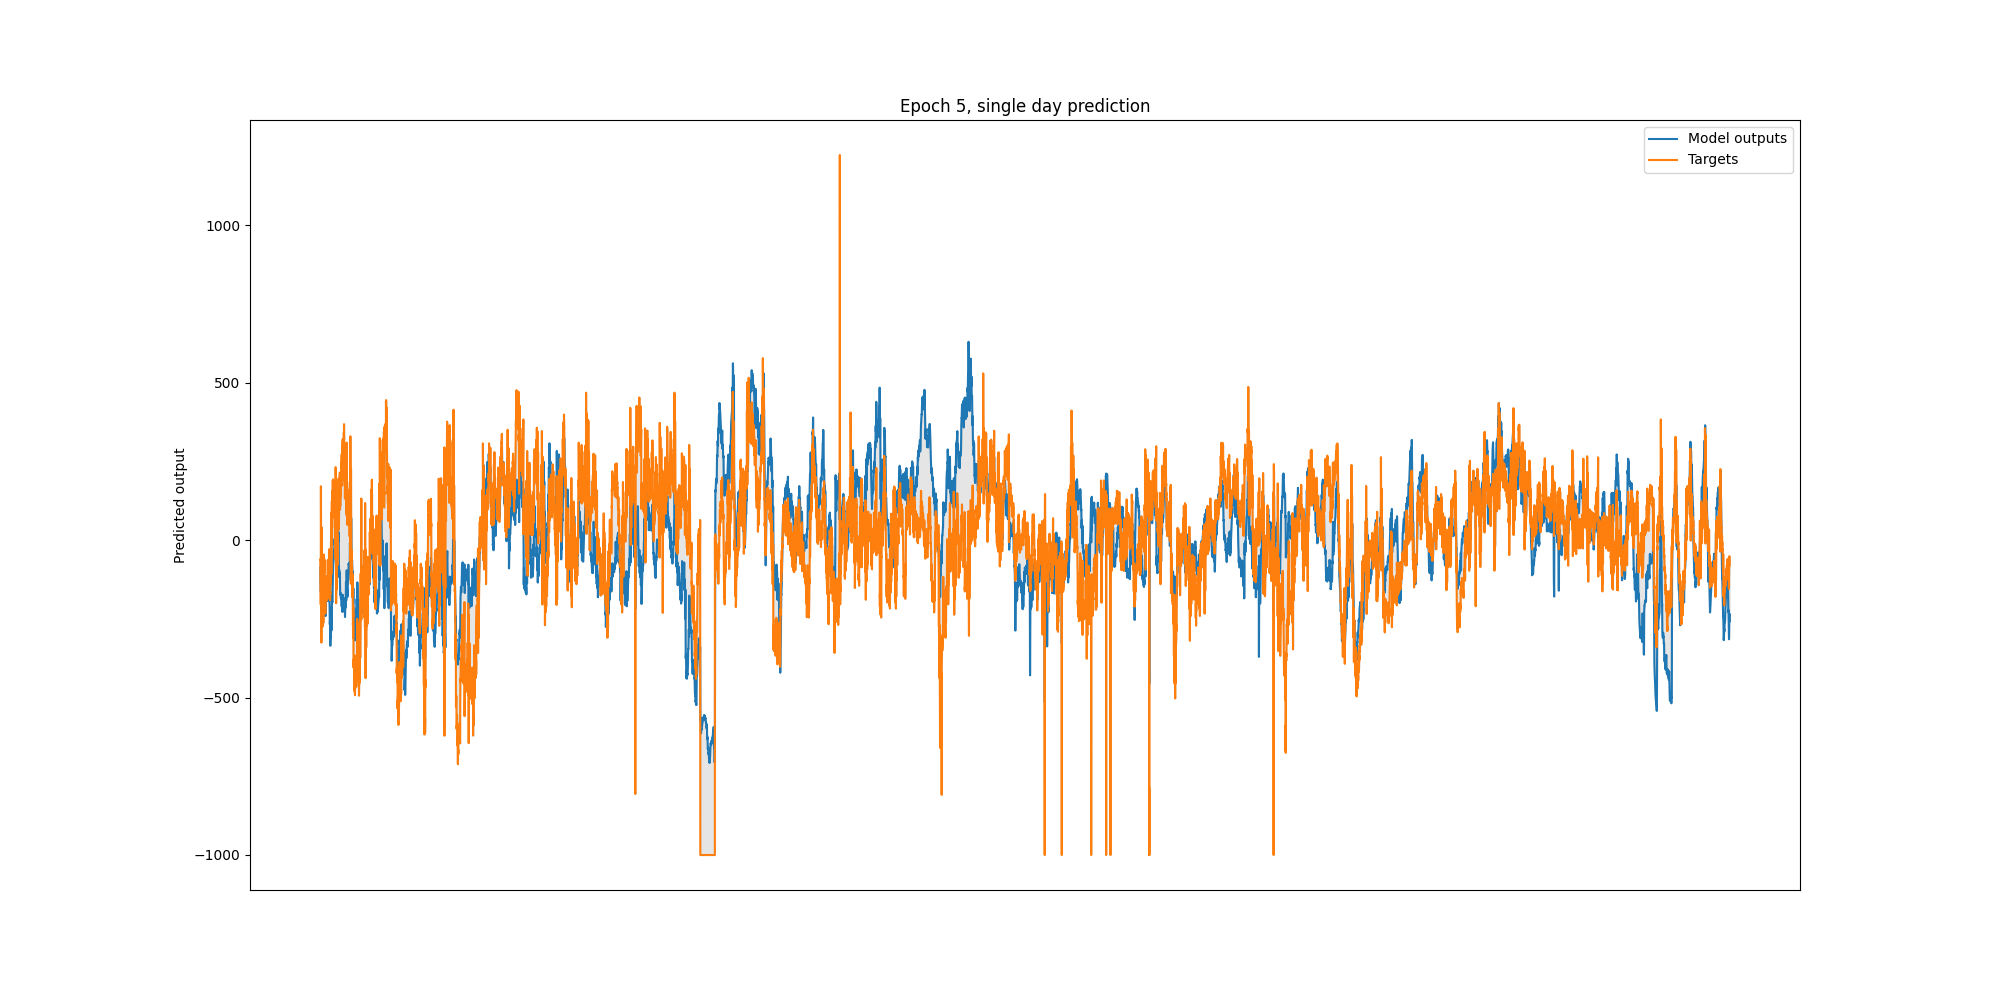 Epoch 5, single day prediction
Model outputs
Targets
1000
500
0
−500
−1000
Predicted output